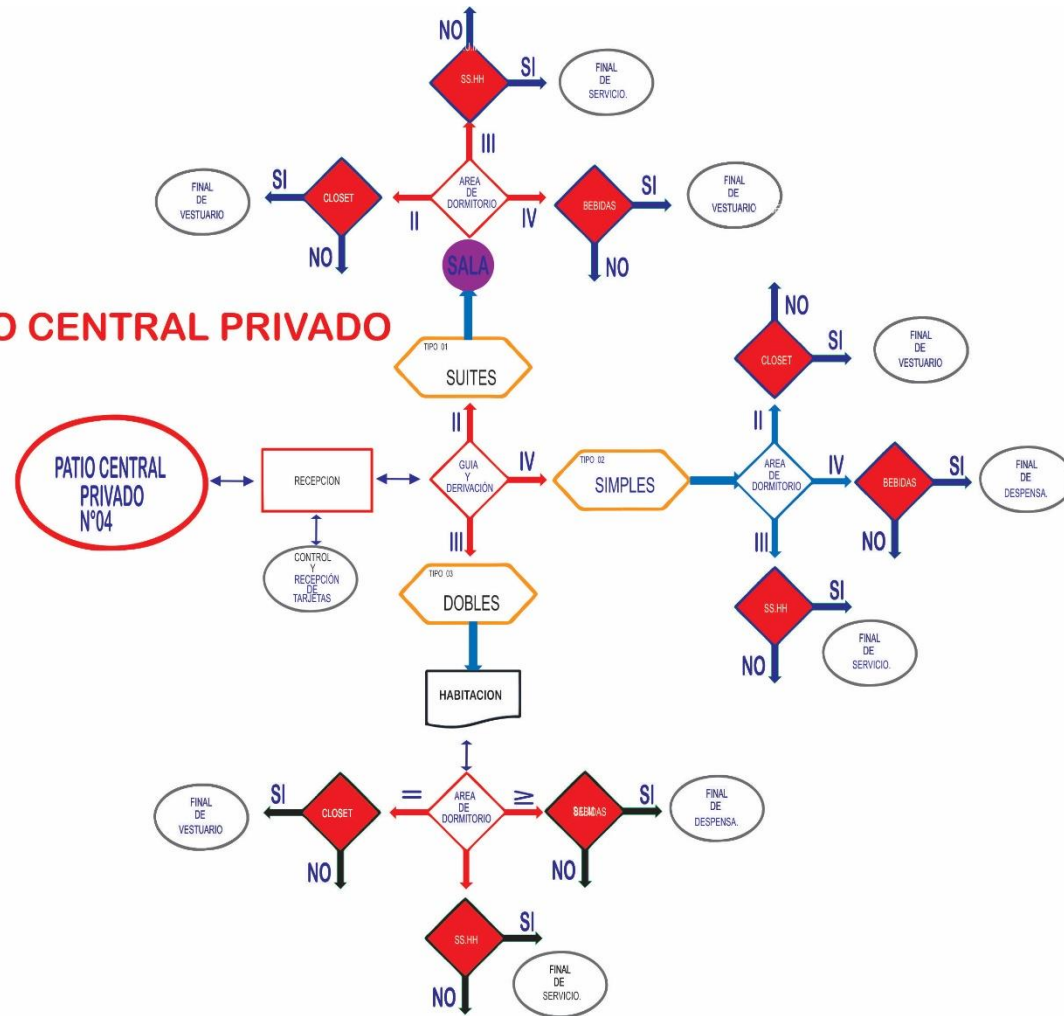 NO
SS.HH
SI
FINAL
DE
SERVICIO.
III
SI
FINAL
DE
VESTUARIO
CLOSET
II
NO
AREA
DE
DORMITORIO
IV
BEBIDAS
SI
NO
FINAL
DE
VESTUARIO
SALA
O CENTRAL PRIVADO
TIPO 01
SUITES
II
NO
CLOSET
SI
FINAL
DE
VESTUARIO
II
PATIO CENTRAL
PRIVADO
N°04
RECEPCION
CONTROL
Y
RECEPCIÓN
DE
TARJETAS
GUIA
Y
DERIVACIÓN
IV
TIPO 02
SIMPLES
AREA
DE
DORMITORIO
IV
BEBIDAS
SI
NO
FINAL
DE
DESPENSA.
III
SS.HH
SI
NO
FINAL
DE
SERVICIO.
III
TIPO 03
DOBLES
HABITACION
SI
FINAL
DE
VESTUARIO
CLOSET
NO
=
AREA
DE
DORMITORIO
≥
BEBIDAS
SI
NO
FINAL
DE
DESPENSA.
SS.HH
SI
NO
FINAL
DE
SERVICIO.